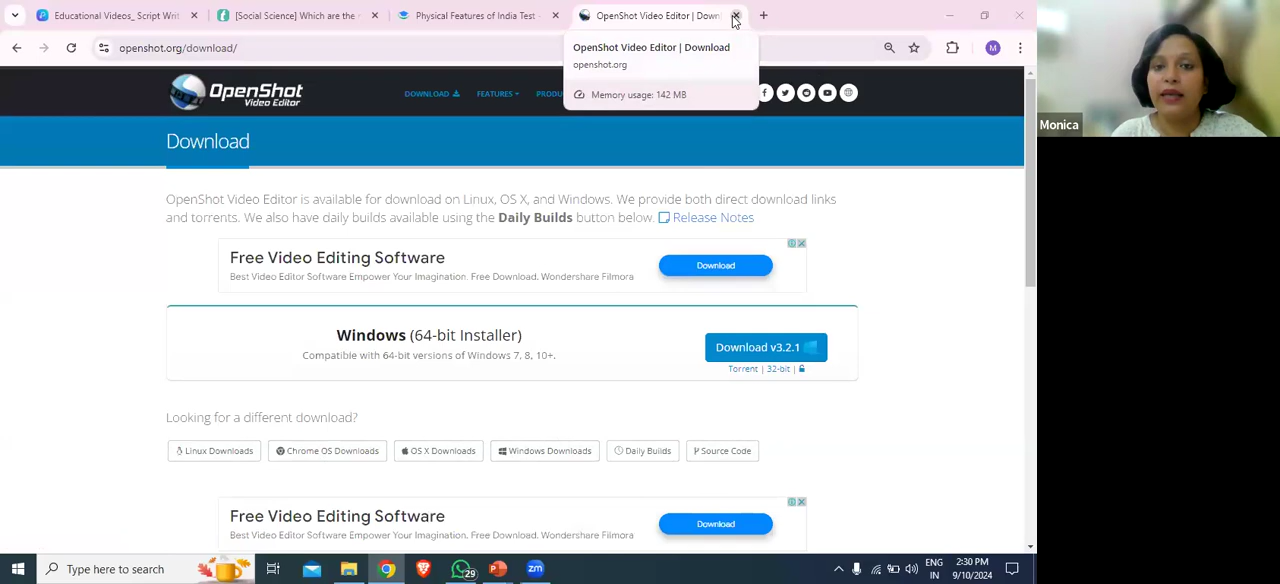 Educational Videos_ Script Writ
[Social Science] Which are the
Physical Features of India Test -
OpenShot Video Editor | Down
openshot.org/download/
M
OpenShot Video Editor | Download
openshot.org
Memory usage: 142 MB
OpenShot
Video Editor
DOWNLOAD
FEATURES
PRODU
Monica
Download
OpenShot Video Editor is available for download on Linux, OS X, and Windows. We provide both direct download links
and torrents. We also have daily builds available using the Daily Builds button below. Release Notes
Free Video Editing Software
Best Video Editor Software Empower Your Imagination. Free Download. Wondershare Filmora
Download
Windows (64-bit Installer)
Compatible with 64-bit versions of Windows 7, 8, 10+.
Download v3.2.1
Torrent | 32-bit |
Looking for a different download?
Linux Downloads
Chrome OS Downloads
OS X Downloads
Windows Downloads
Daily Builds
Source Code
Free Video Editing Software
Best Video Editor Software Empower Your Imagination. Free Download. Wondershare Filmora
Download
Type here to search
29
zm
ENG
IN
2:30 PM
9/10/2024